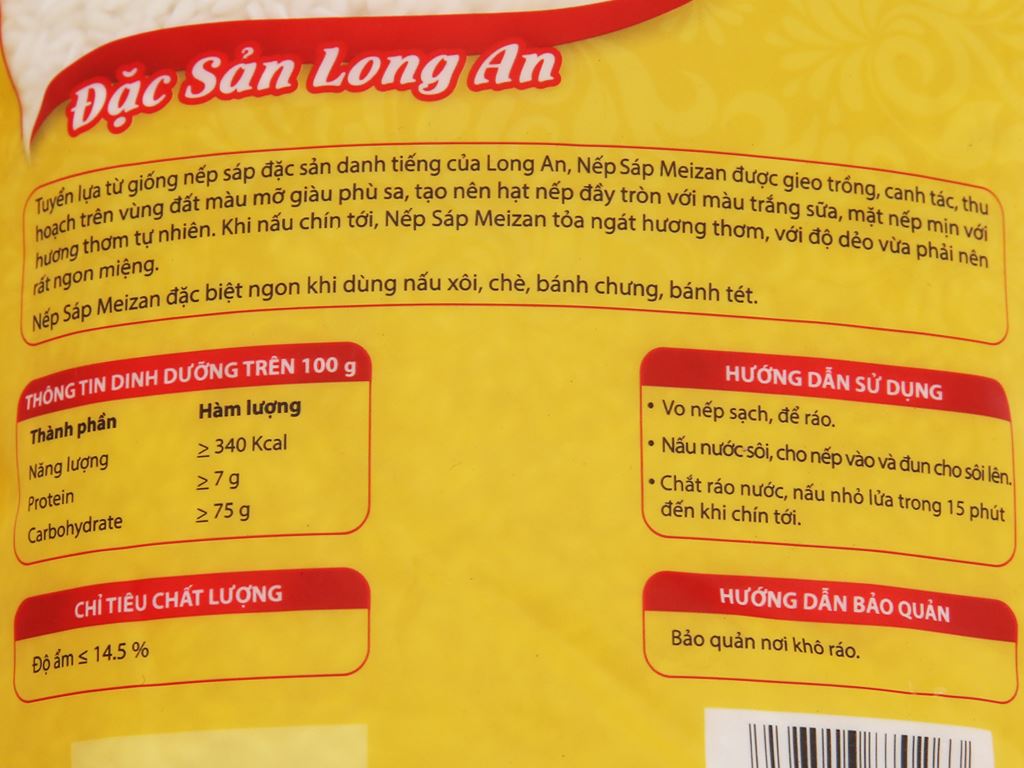 Đặc Sản Long An
Tuyển lựa từ giống nếp sáp đặc sản danh tiếng của Long An, Nếp Sáp Meizan được gieo trồng, canh tác, thu
hoạch trên vùng đất màu mỡ giàu phù sa, tạo nên hạt nếp đầy tròn với màu trắng sữa, mặt nếp mịn với
hương thơm tự nhiên. Khi nấu chín tới, Nếp Sáp Meizan tỏa ngát hương thơm, với độ dẻo vừa phải nên
rất ngon miệng.
Nếp Sáp Meizan đặc biệt ngon khi dùng nấu xôi, chè, bánh chưng, bánh tét.
THÔNG TIN DINH DƯỠNG TRÊN 100 g
Thành phần Hàm lượng
Năng lượng ≥ 340 Kcal
Protein ≥ 7 g
Carbohydrate ≥ 75 g
CHỈ TIÊU CHẤT LƯỢNG
Độ ẩm ≤ 14.5 %
HƯỚNG DẪN SỬ DỤNG
• Vo nếp sạch, để ráo.
• Nấu nước sôi, cho nếp vào và đun cho sôi lên.
• Chắt ráo nước, nấu nhỏ lửa trong 15 phút
đến khi chín tới.
HƯỚNG DẪN BẢO QUẢN
Bảo quản nơi khô ráo.